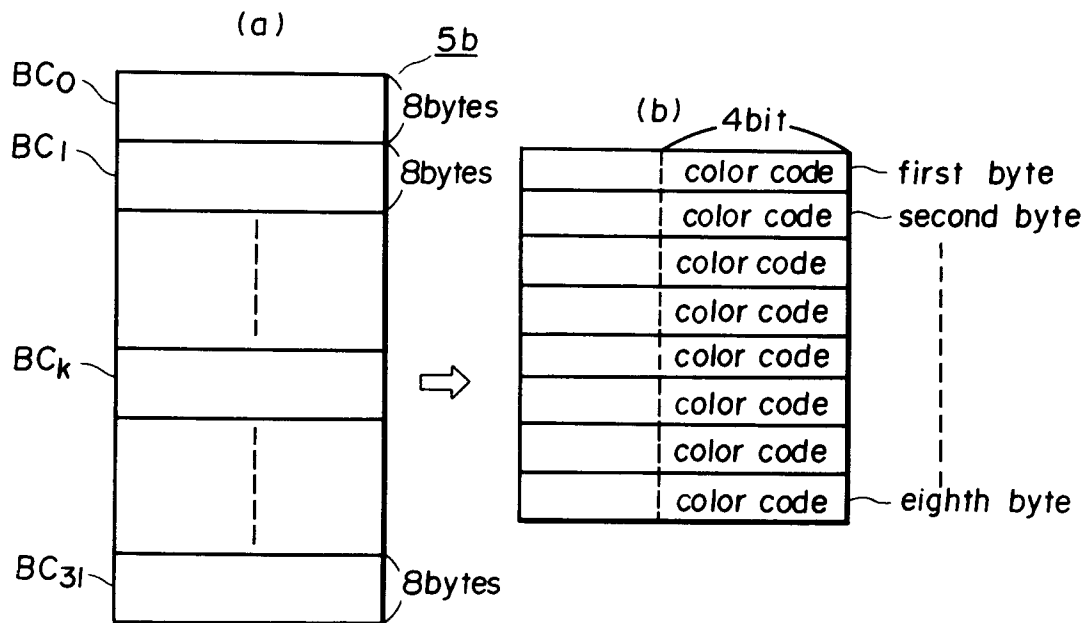 (a)
5b
BC0
8bytes
BC1
8bytes
BCk
BC31
8bytes
(b)
4bit
color code
first byte
color code
second byte
color code
color code
color code
color code
color code
color code
eighth byte